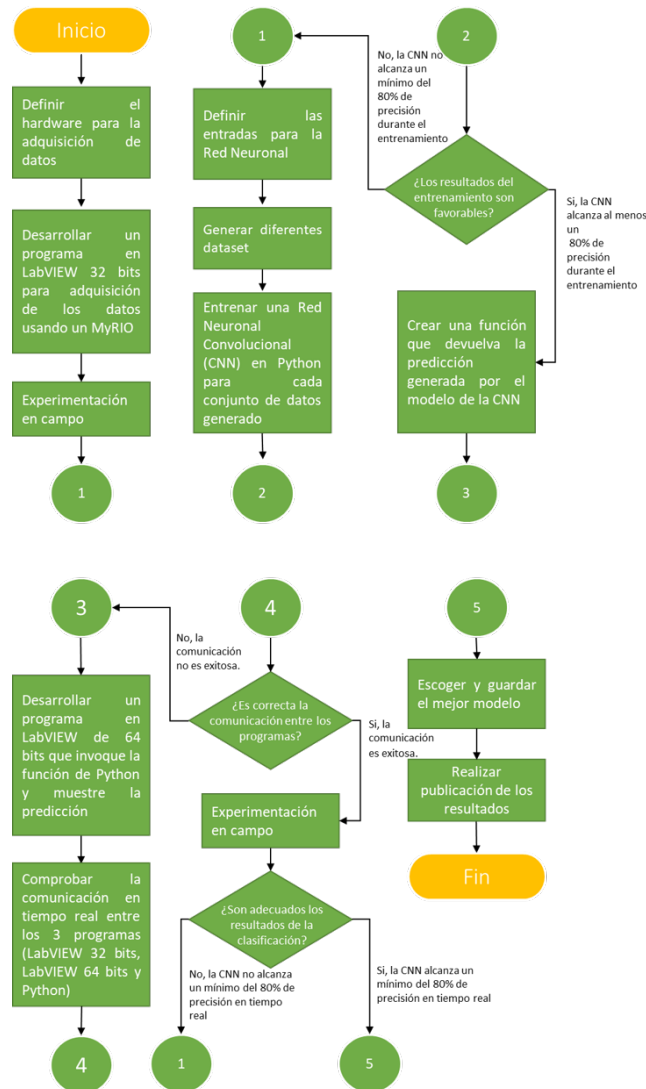 Inicio
Definir el
hardware para la
adquisición de
datos
Desarrollar un
programa en
LabVIEW 32 bits
para adquisición
de los datos
usando un MyRIO
Experimentación
en campo
1
1
Definir las
entradas para la
Red Neuronal
Generar diferentes
dataset
Entrenar una Red
Neuronal
Convolucional
(CNN) en Python
para cada
conjunto de datos
generado
2
2
No, la CNN no
alcanza un
mínimo del
80% de
precisión
durante el
entrenamiento
¿Los resultados del
entrenamiento son
favorables?
Si, la CNN
alcanza al menos
un
80% de
precisión
durante el
entrenamiento
Crear una función
que devuelva la
predicción
generada por el
modelo de la CNN
3
3
Desarrollar un
programa en
LabVIEW de 64
bits que invoque la
función de Python
y muestre la
predicción
Comprobar la
comunicación en
tiempo real entre
los 3 programas
(LabVIEW 32 bits,
LabVIEW 64 bits y
Python)
4
4
No, la
comunicación
no es exitosa.
¿Es correcta la
comunicación entre los
programas?
Si, la comunicación
es exitosa.
Experimentación
en campo
¿Son adecuados los
resultados de la
clasificación?
No, la CNN no alcanza
un mínimo del 80% de
precisión en tiempo
real
Si, la CNN alcanza un
mínimo del 80% de
precisión en tiempo real
1
5
5
Escoger y guardar
el mejor modelo
Realizar
publicación de los
resultados
Fin